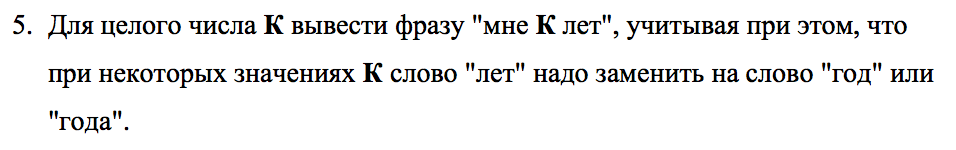 5. Для целого числа К вывести фразу "мне К лет", учитывая при этом, что
при некоторых значениях К слово "лет" надо заменить на слово "год" или
"года".